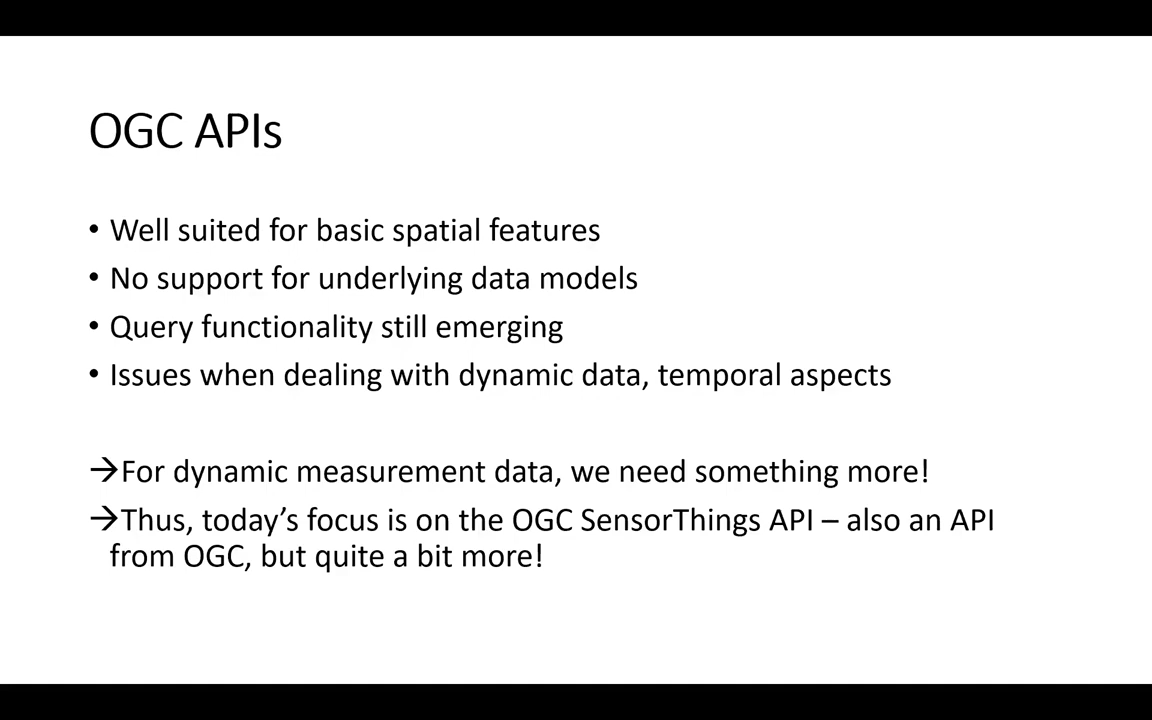 OGC APIs
• Well suited for basic spatial features
• No support for underlying data models
• Query functionality still emerging
• Issues when dealing with dynamic data, temporal aspects
→For dynamic measurement data, we need something more!
→Thus, today’s focus is on the OGC SensorThings API – also an API
from OGC, but quite a bit more!